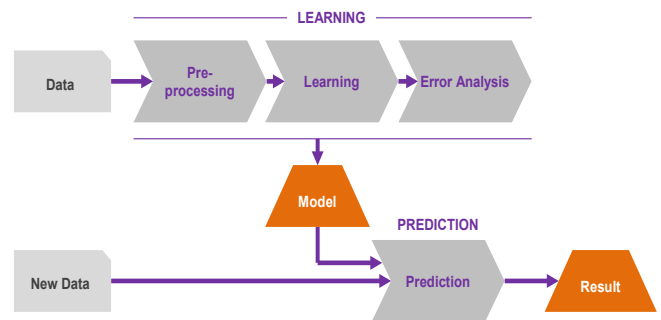 LEARNING
Data
Pre-
processing
Learning
Error Analysis
Model
PREDICTION
New Data
Prediction
Result